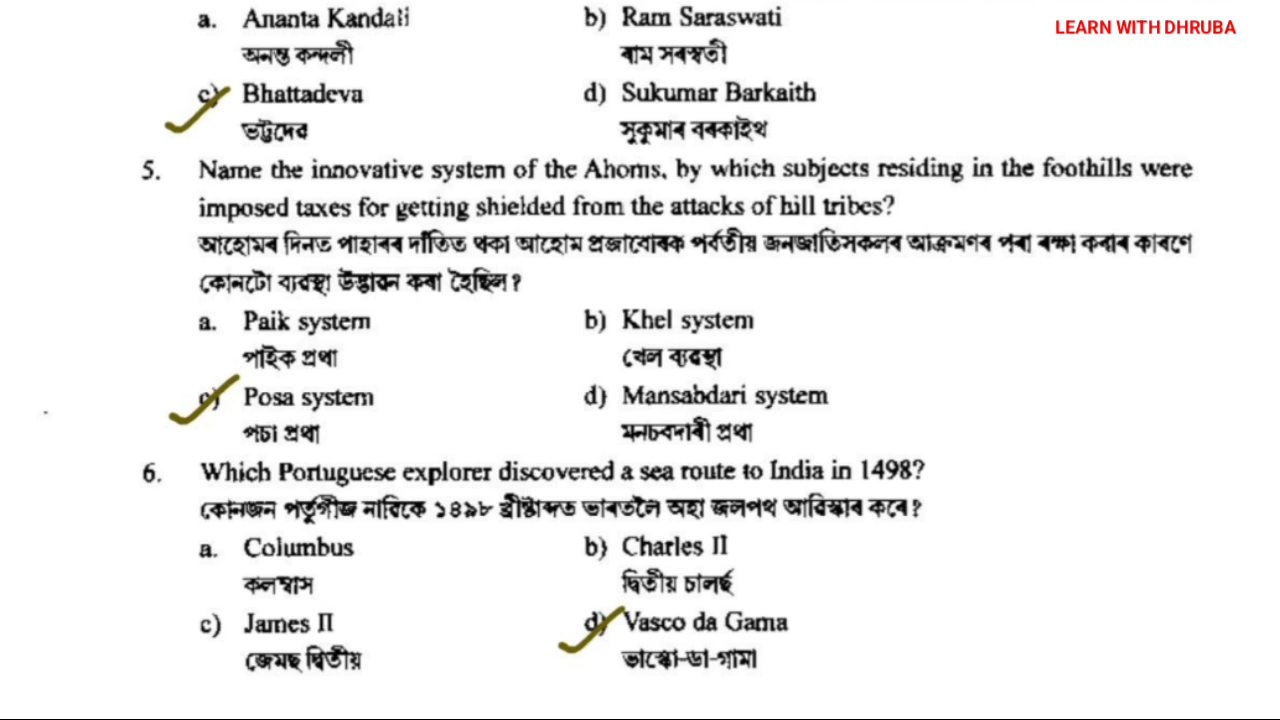 a. Ananta Kandali b) Ram Saraswati
LEARN WITH DHRUBA
অনন্ত কন্দলী ৰাম সৰস্বতী
c) Bhattadeva d) Sukumar Barkaith
ভট্টদেৱ সুকুমাৰ বৰকাইথ
5. Name the innovative system of the Ahoms, by which subjects residing in the foothills were
imposed taxes for getting shielded from the attacks of hill tribes?
আহোমৰ দিনত পাহাৰৰ দাঁতিত থকা আহোম প্ৰজাবোৰক পৰ্বতীয় জনজাতিসকলৰ আক্ৰমণৰ পৰা ৰক্ষা কৰাৰ কাৰণে
কোনটো ব্যৱস্থা উদ্ভাৱন কৰা হৈছিল?
a. Paik system b) Khel system
পাইক প্ৰথা খেল ব্যৱস্থা
c) Posa system d) Mansabdari system
পচা প্ৰথা মনচবদাৰী প্ৰথা
6. Which Portuguese explorer discovered a sea route to India in 1498?
কোনজন পৰ্তুগীজ নাৱিকে ১৪৯৮ খ্ৰীষ্টাব্দত ভাৰতলৈ অহা জলপথ আৱিস্কাৰ কৰে?
a. Columbus b) Charles II
কলম্বাস দ্বিতীয় চাৰ্লছ
c) James II d) Vasco da Gama
জেমছ দ্বিতীয় ভাস্কো-ডা-গামা